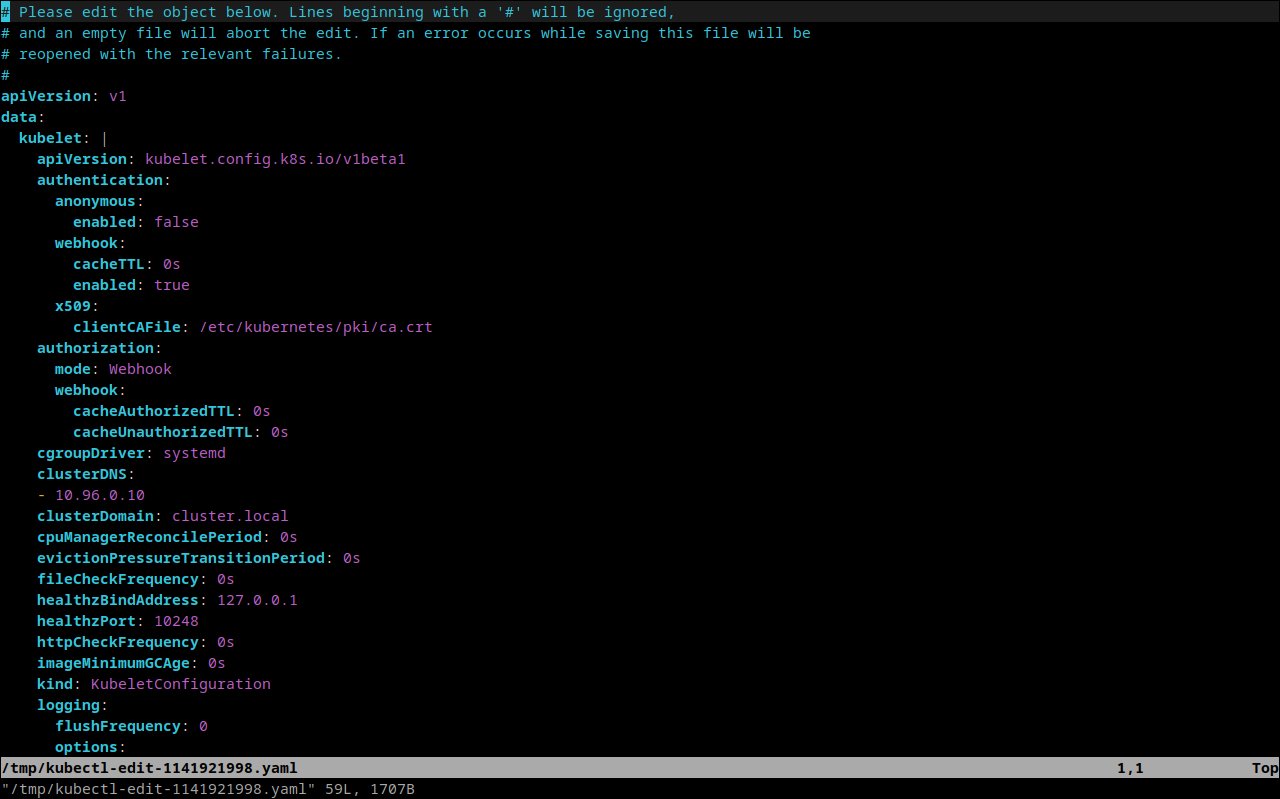 # Please edit the object below. Lines beginning with a '#' will be ignored,
# and an empty file will abort the edit. If an error occurs while saving this file will be
# reopened with the relevant failures.
#
apiVersion: v1
data:
  kubelet: |
    apiVersion: kubelet.config.k8s.io/v1beta1
    authentication:
      anonymous:
        enabled: false
      webhook:
        cacheTTL: 0s
        enabled: true
      x509:
        clientCAFile: /etc/kubernetes/pki/ca.crt
    authorization:
      mode: Webhook
      webhook:
        cacheAuthorizedTTL: 0s
        cacheUnauthorizedTTL: 0s
    cgroupDriver: systemd
    clusterDNS:
    - 10.96.0.10
    clusterDomain: cluster.local
    cpuManagerReconcilePeriod: 0s
    evictionPressureTransitionPeriod: 0s
    fileCheckFrequency: 0s
    healthzBindAddress: 127.0.0.1
    healthzPort: 10248
    httpCheckFrequency: 0s
    imageMinimumGCAge: 0s
    kind: KubeletConfiguration
    logging:
      flushFrequency: 0
      options:
/tmp/kubectl-edit-1141921998.yaml 1,1 Top
"/tmp/kubectl-edit-1141921998.yaml" 59L, 1707B